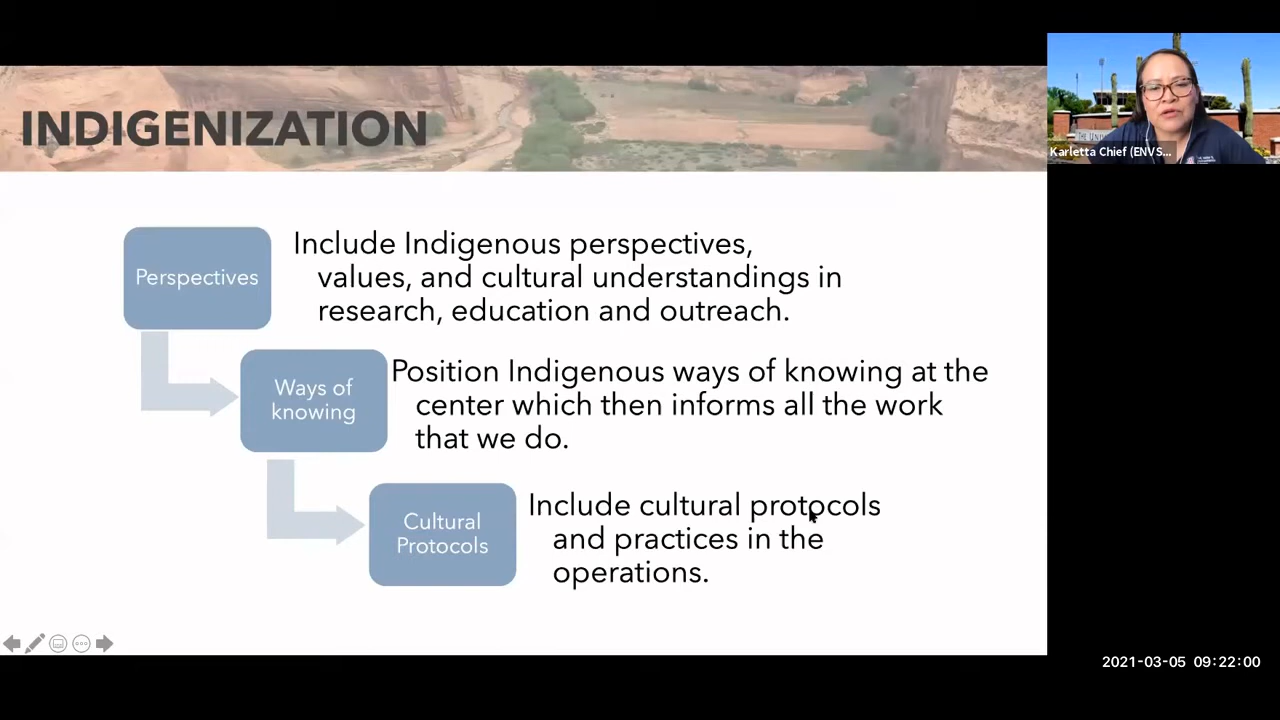 INDIGENIZATION
Perspectives
Include Indigenous perspectives,
values, and cultural understandings in
research, education and outreach.
Ways of
knowing
Position Indigenous ways of knowing at the
center which then informs all the work
that we do.
Cultural
Protocols
Include cultural protocols
and practices in the
operations.
THE UNIV
Karletta Chief (ENVS...
2021-03-05 09:22:00